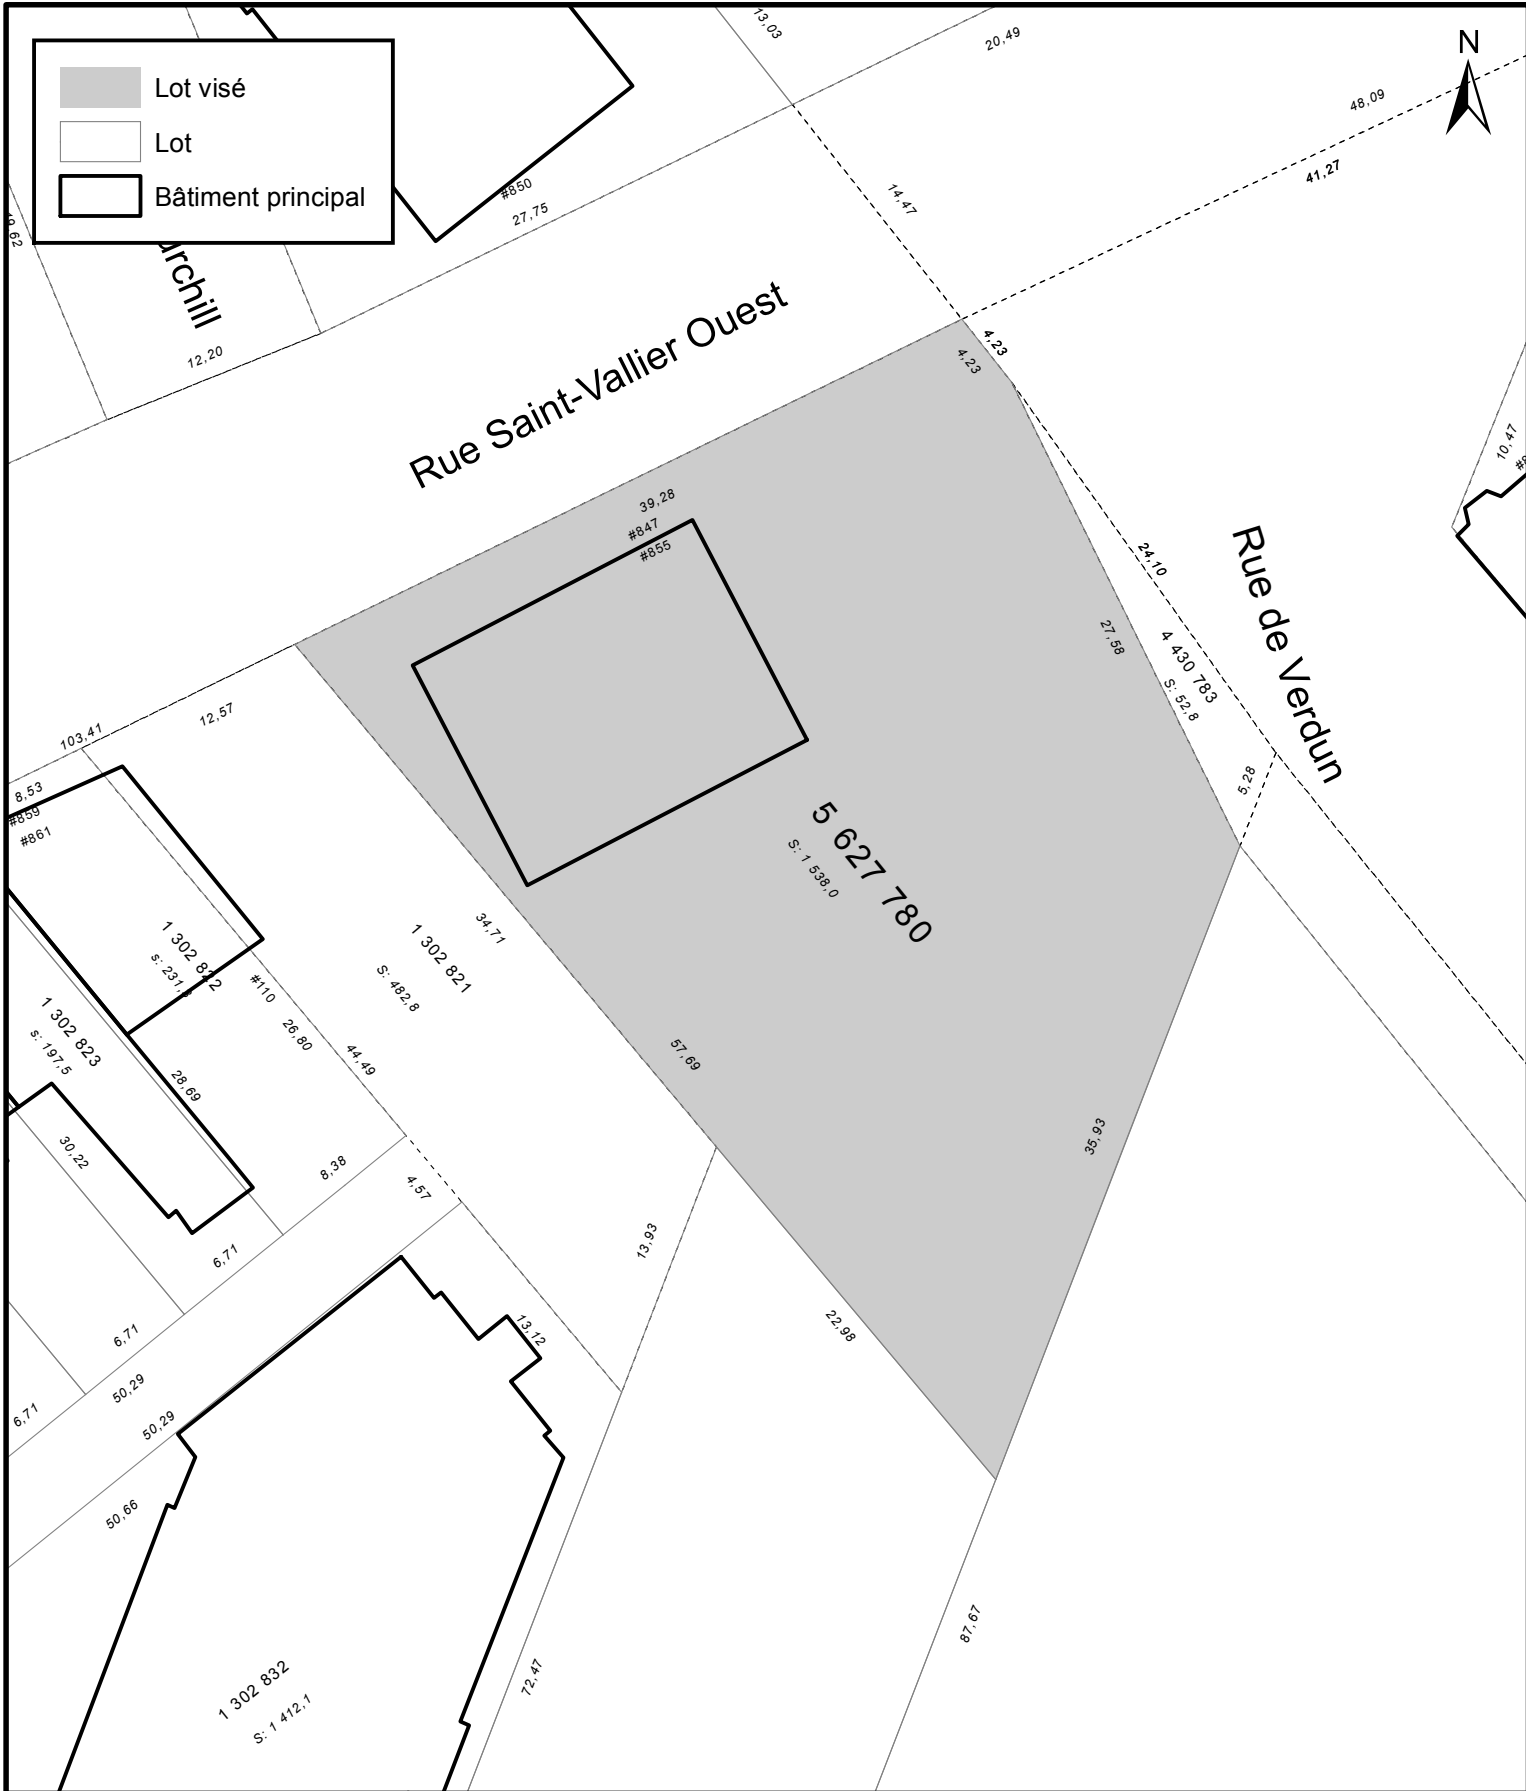 Lot visé
Lot
Bâtiment principal
N
13,03
20,49
48,09
41,27
#850
27,75
14,47
12,20
Rue Saint-Vallier Ouest
4,23
4,23
10,47
39,28
#847
#855
24,10
Rue de Verdun
27,58
4 430 783
S: 52,8
5,28
12,57
103,41
8,53
#859
#861
5 627 780
S: 1 538,0
34,71
1 302 821
S: 482,8
1 302 822
#110
26,80
44,49
1 302 823
s: 197,5
28,69
57,69
30,22
8,38
4,57
35,93
6,71
13,93
13,12
22,98
6,71
50,29
6,71
50,29
50,66
87,67
72,47
1 302 832
S: 1 412,1